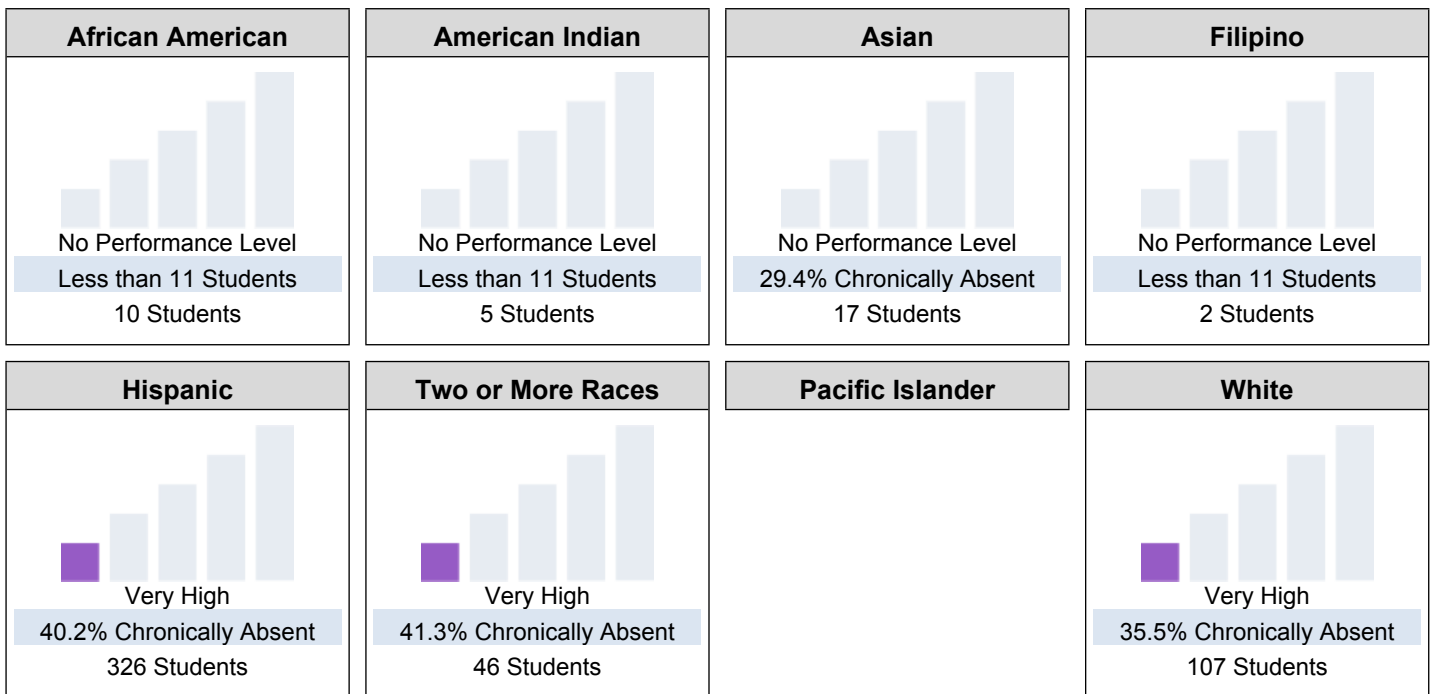 African American
No Performance Level
Less than 11 Students
10 Students
American Indian
No Performance Level
Less than 11 Students
5 Students
Asian
No Performance Level
29.4% Chronically Absent
17 Students
Filipino
No Performance Level
Less than 11 Students
2 Students
Hispanic
Very High
40.2% Chronically Absent
326 Students
Two or More Races
Very High
41.3% Chronically Absent
46 Students
Pacific Islander
White
Very High
35.5% Chronically Absent
107 Students